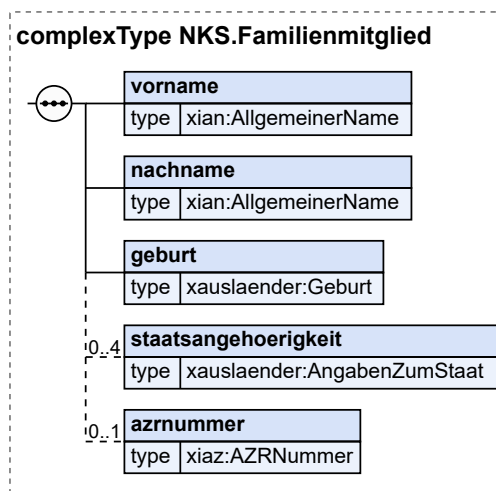 complexType NKS.Familienmitglied
vorname
type xian:AllgemeinerName
nachname
type xian:AllgemeinerName
geburt
type xauslaender:Geburt
0..4 staatsangehoerigkeit
type xauslaender:AngabenZumStaat
0..1 azrnummer
type xiaz:AZRNummer